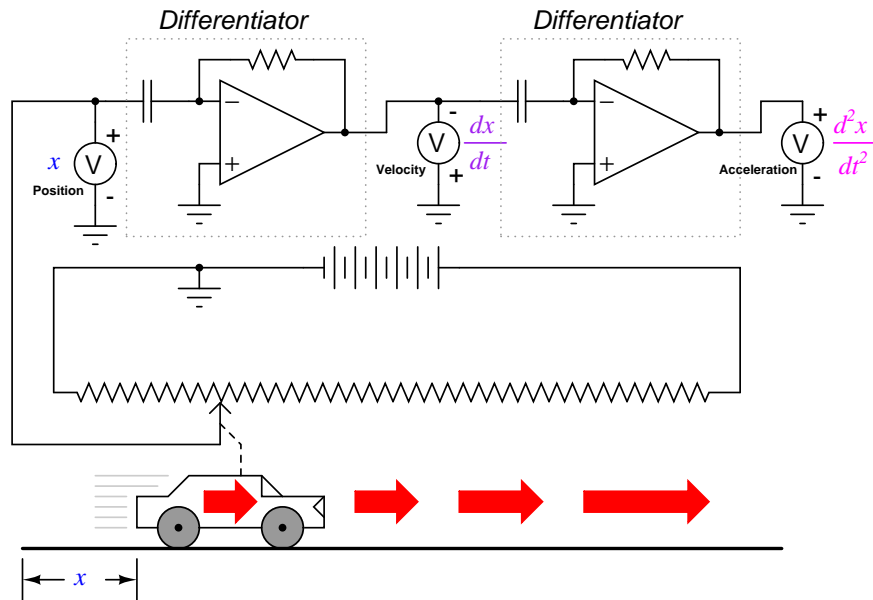 Differentiator
Differentiator
x
Position
+
V
-
-
V
+
Velocity
dx
dt
+
V
-
Acceleration
d²x
dt²
−
+
−
+
x